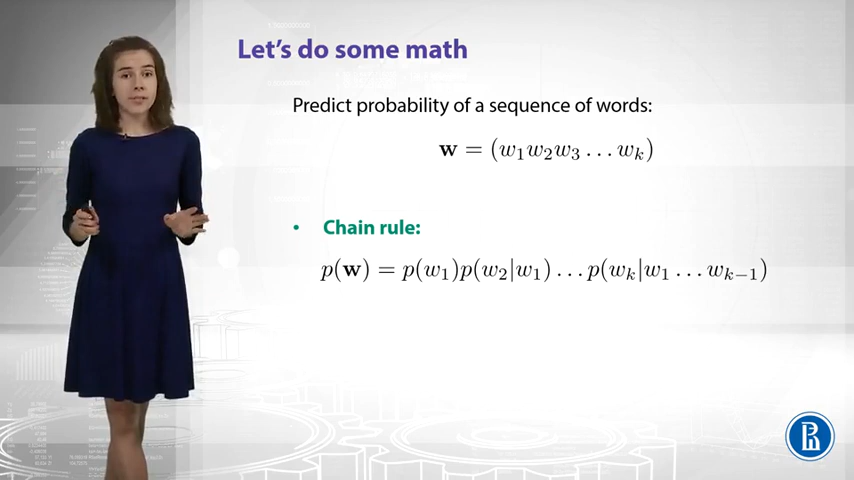 Let's do some math
Predict probability of a sequence of words:
𝐰 = (w₁w₂w₃ … wₖ)
• Chain rule:
p(𝐰) = p(w₁)p(w₂|w₁) … p(wₖ|w₁ … wₖ₋₁)